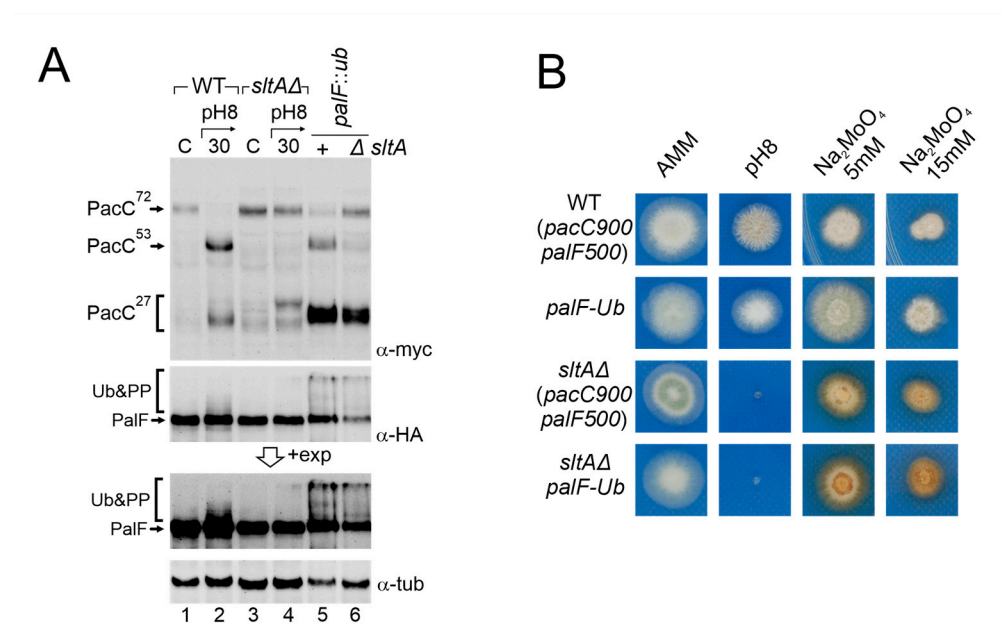 A
WT
sltAΔ
palF::ub
pH8
pH8
C 30 C 30 + Δ sltA
PacC72
PacC53
PacC27
α-myc
Ub&PP
PalF
α-HA
+exp
Ub&PP
PalF
α-tub
1 2 3 4 5 6
B
AMM
pH8
Na2MoO4
5mM
Na2MoO4
15mM
WT
(pacC900
palF500)
palF-Ub
sltAΔ
(pacC900
palF500)
sltAΔ
palF-Ub